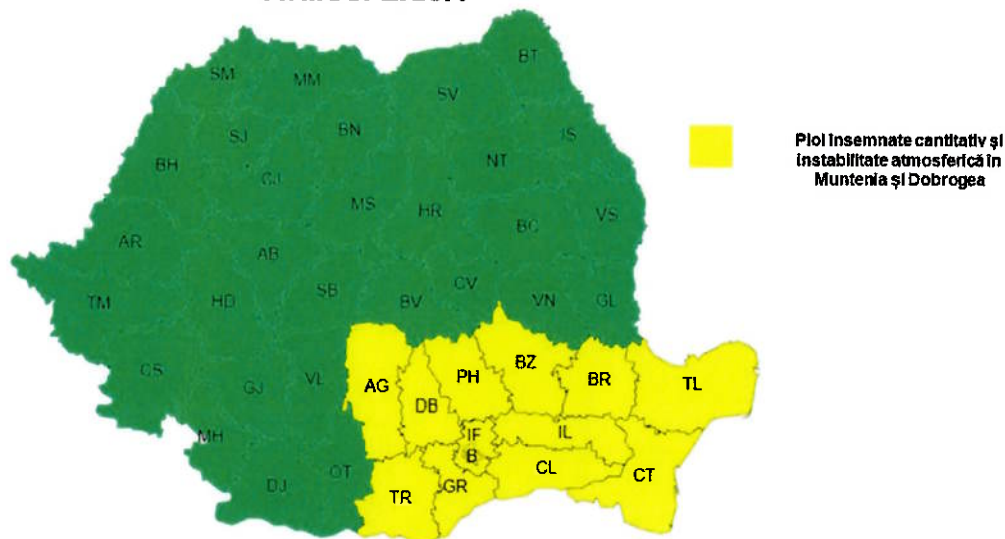 BT
SM
MM
SV
SJ
BN
IS
BH
NT
CJ
MS
HR
VS
BC
AR
AB
CV
SB
TM
HD
BV
VN
GL
CS
GJ
VL
AG
DB
PH
BZ
BR
TL
MH
IF
IL
B
OT
CL
CT
DJ
TR
GR
Ploi însemnate cantitativ și
instabilitate atmosferică în
Muntenia și Dobrogea